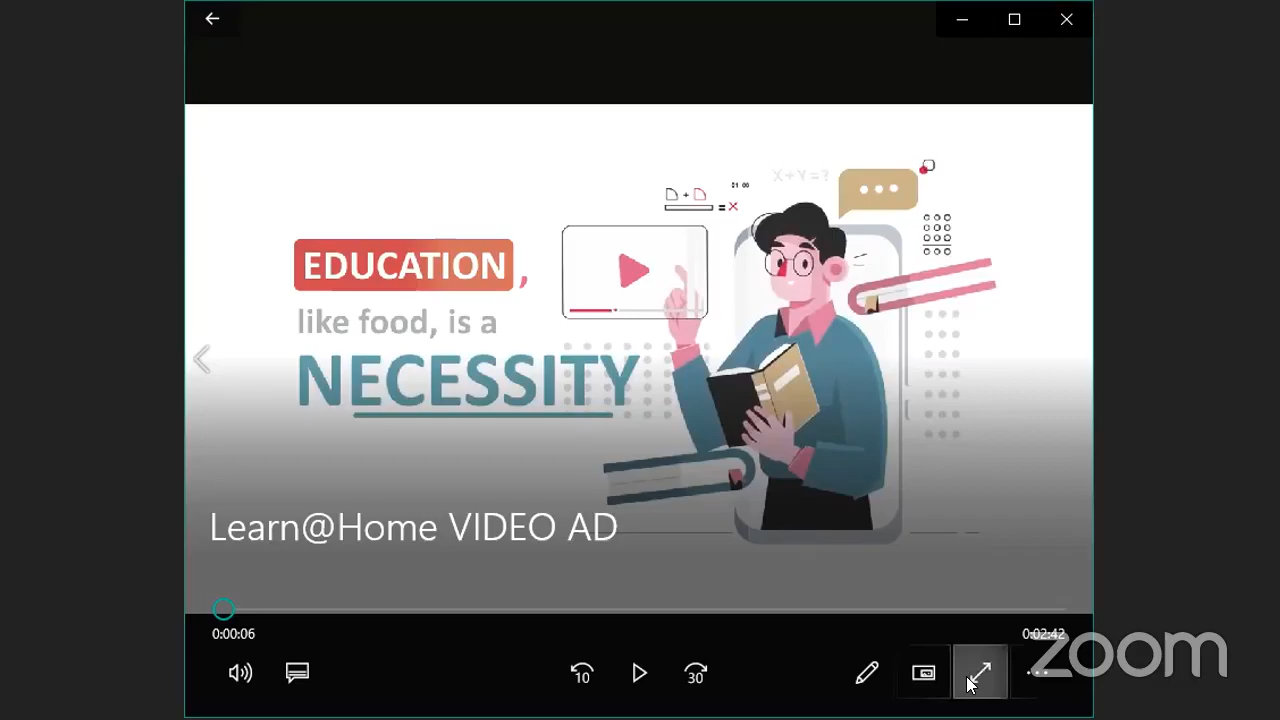 X+Y=?
EDUCATION,
like food, is a
NECESSITY
Learn@Home VIDEO AD
0:00:06
0:02:42
10
30
zoom